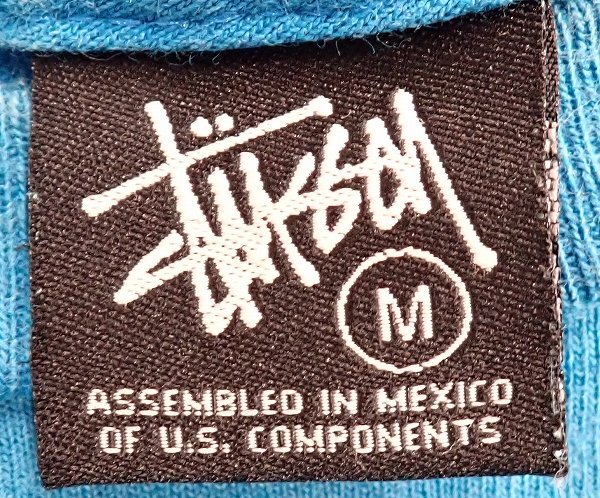 Stüssy
M
ASSEMBLED IN MEXICO
OF U.S. COMPONENTS